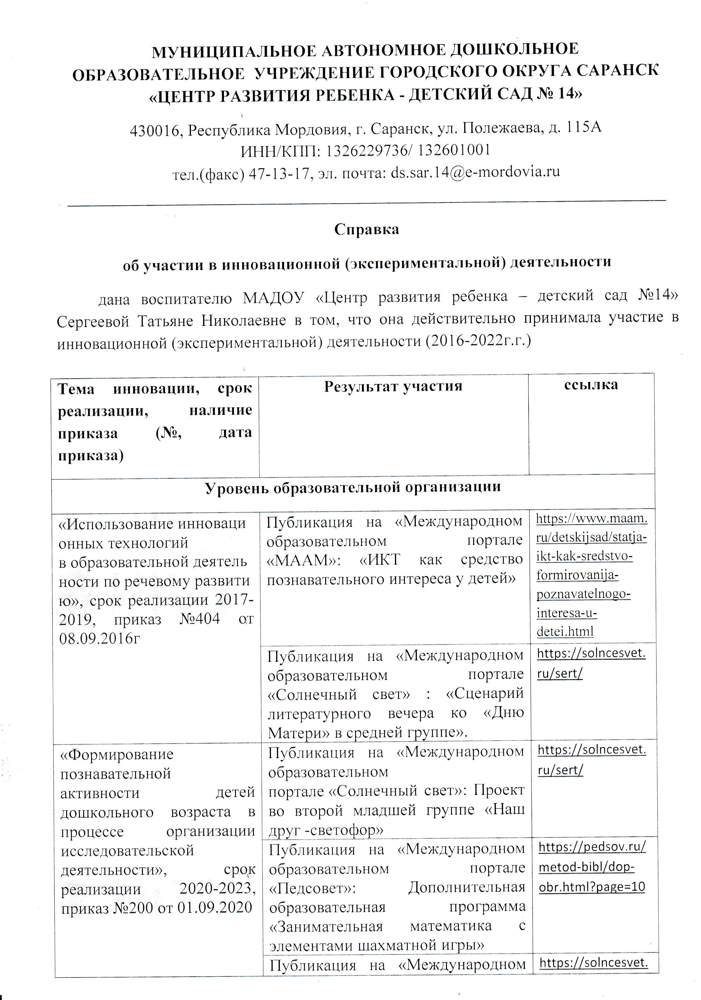 МУНИЦИПАЛЬНОЕ АВТОНОМНОЕ ДОШКОЛЬНОЕ
ОБРАЗОВАТЕЛЬНОЕ УЧРЕЖДЕНИЕ ГОРОДСКОГО ОКРУГА САРАНСК
«ЦЕНТР РАЗВИТИЯ РЕБЕНКА - ДЕТСКИЙ САД № 14»
430016, Республика Мордовия, г. Саранск, ул. Полежаева, д. 115А
ИНН/КПП: 1326229736/ 132601001
тел.(факс) 47-13-17, эл. почта: ds.sar.14@e-mordovia.ru
Справка
об участии в инновационной (экспериментальной) деятельности
дана воспитателю МАДОУ «Центр развития ребенка – детский сад №14»
Сергеевой Татьяне Николаевне в том, что она действительно принимала участие в
инновационной (экспериментальной) деятельности (2016-2022г.г.)
Тема инновации, срок
реализации, наличие
приказа (№, дата
приказа)
Результат участия
ссылка
Уровень образовательной организации
«Использование инноваци
онных технологий
в образовательной деятель
ности по речевому развити
ю», срок реализации 2017-
2019, приказ №404 от
08.09.2016г
Публикация на «Международном
образовательном портале
«МААМ»: «ИКТ как средство
познавательного интереса у детей»
https://www.maam.
ru/detskijsad/statja-
ikt-kak-sredstvo-
formirovanija-
poznavatelnogo-
interesa-u-
detei.html
Публикация на «Международном
образовательном портале
«Солнечный свет» : «Сценарий
литературного вечера ко «Дню
Матери» в средней группе».
https://solncesvet.
ru/sert/
«Формирование
познавательной
активности детей
дошкольного возраста в
процессе организации
исследовательской
деятельности», срок
реализации 2020-2023,
приказ №200 от 01.09.2020
Публикация на «Международном
образовательном
портале «Солнечный свет»: Проект
во второй младшей группе «Наш
друг -светофор»
https://solncesvet.
ru/sert/
Публикация на «Международном
образовательном портале
«Педсовет»: Дополнительная
образовательная программа
«Занимательная математика с
элементами шахматной игры»
https://pedsov.ru/
metod-bibl/dop-
obr.html?page=10
Публикация на «Международном
https://solncesvet.